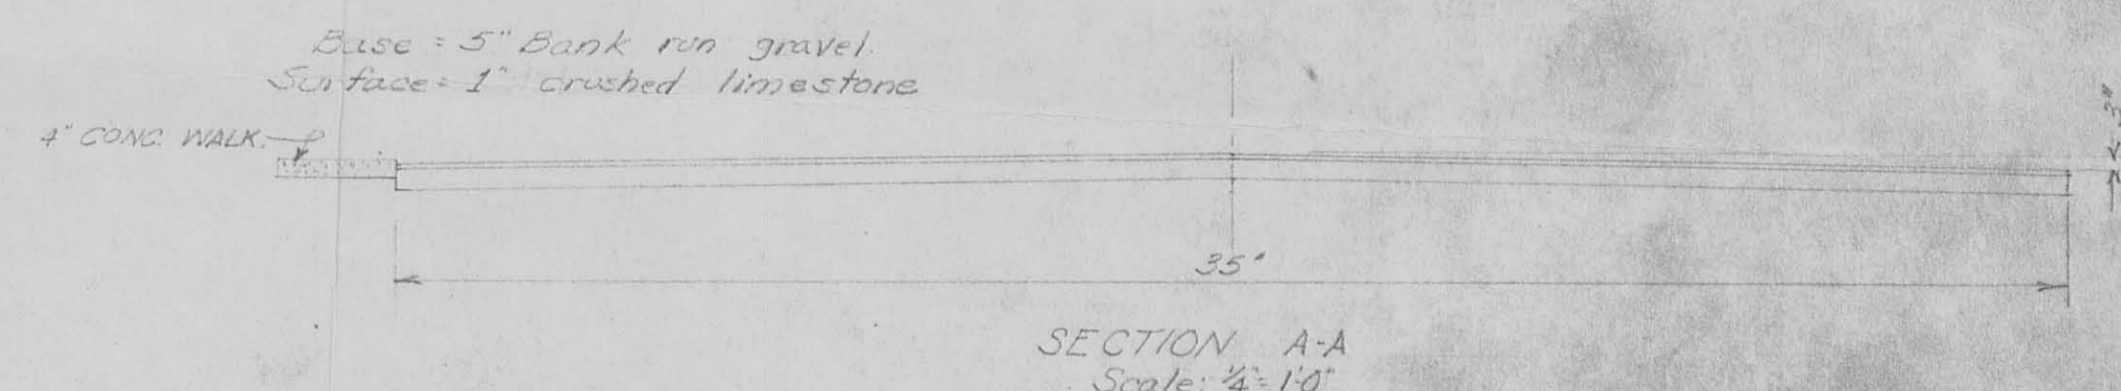 Base = 5" Bank run gravel.
Surface = 1" crushed limestone
4" CONC. WALK.
3"
35'
SECTION A-A
Scale: 1/4" = 1'-0"